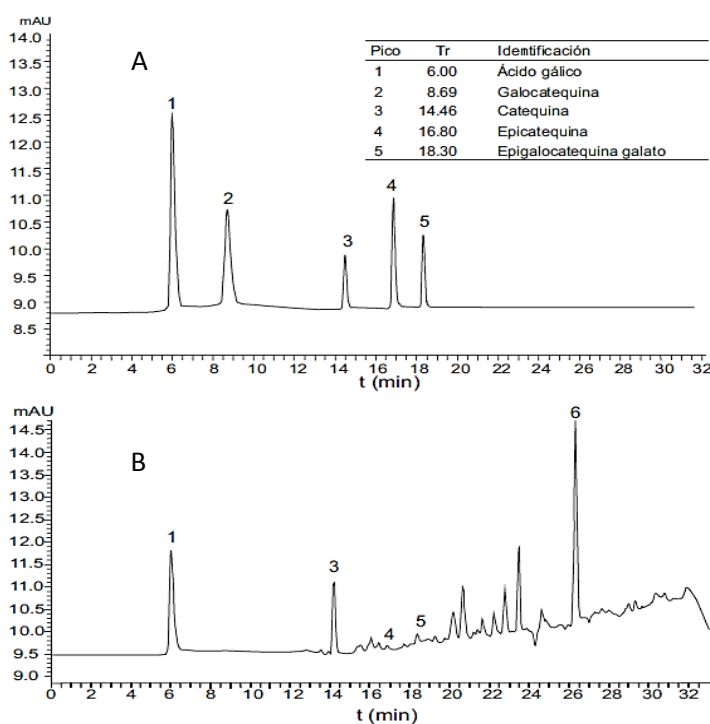 mAU
14.0
13.5
13.0
12.5
12.0
11.5
11.0
10.5
10.0
9.5
9.0
8.5
A
Pico Tr Identificación
1 6.00 Ácido gálico
2 8.69 Galocatequina
3 14.46 Catequina
4 16.80 Epicatequina
5 18.30 Epigalocatequina galato
1
2
3
4
5
0 2 4 6 8 10 12 14 16 18 20 22 24 26 28 30 32
t (min)
mAU
14.5
14.0
13.5
13.0
12.5
12.0
11.5
11.0
10.5
10.0
9.5
9.0
B
1
3
4
5
6
0 2 4 6 8 10 12 14 16 18 20 22 24 26 28 30 32
t (min)